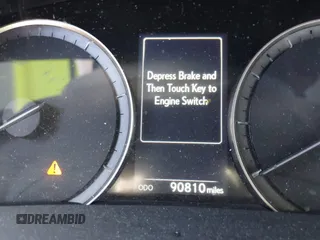 Depress Brake and
Then Touch Key to
Engine Switch
ODO 90810 miles
DREAMBID